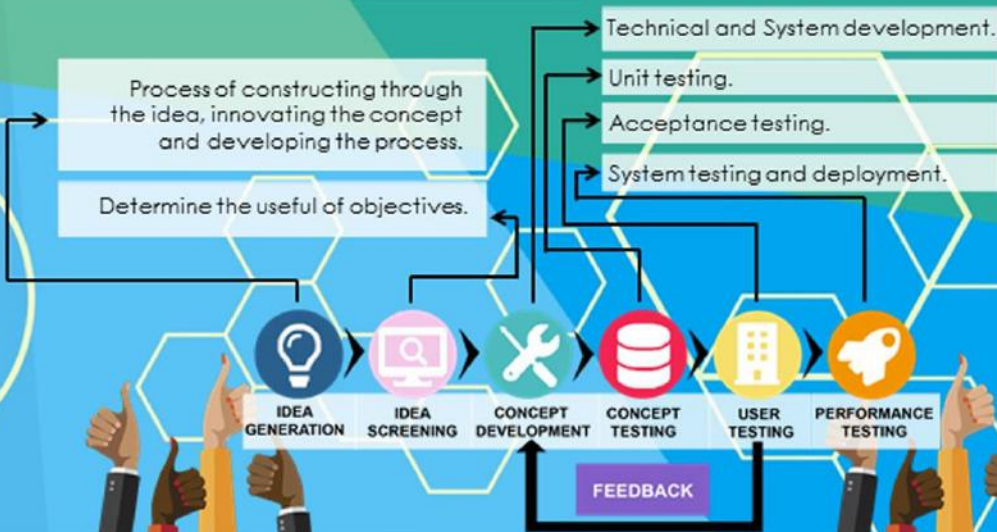 Technical and System development.
Unit testing.
Acceptance testing.
System testing and deployment.
Process of constructing through
the idea, innovating the concept
and developing the process.
Determine the useful of objectives.
IDEA
GENERATION
IDEA
SCREENING
CONCEPT
DEVELOPMENT
CONCEPT
TESTING
USER
TESTING
PERFORMANCE
TESTING
FEEDBACK